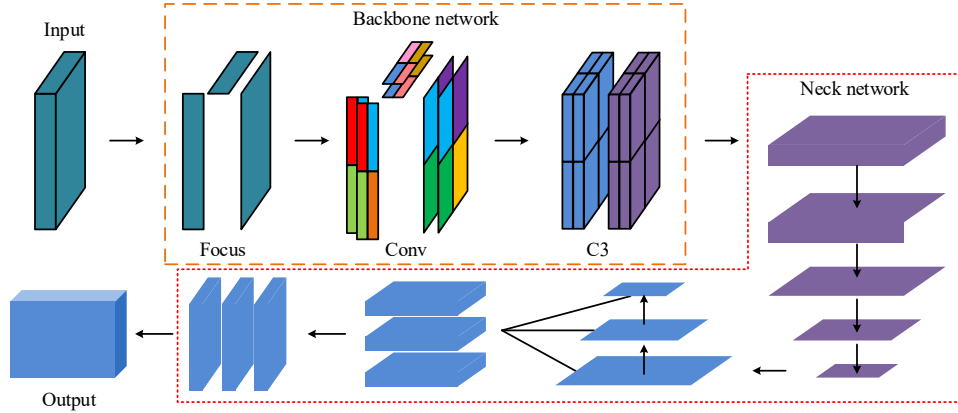 Backbone network
Input
Neck network
Focus
Conv
C3
Output